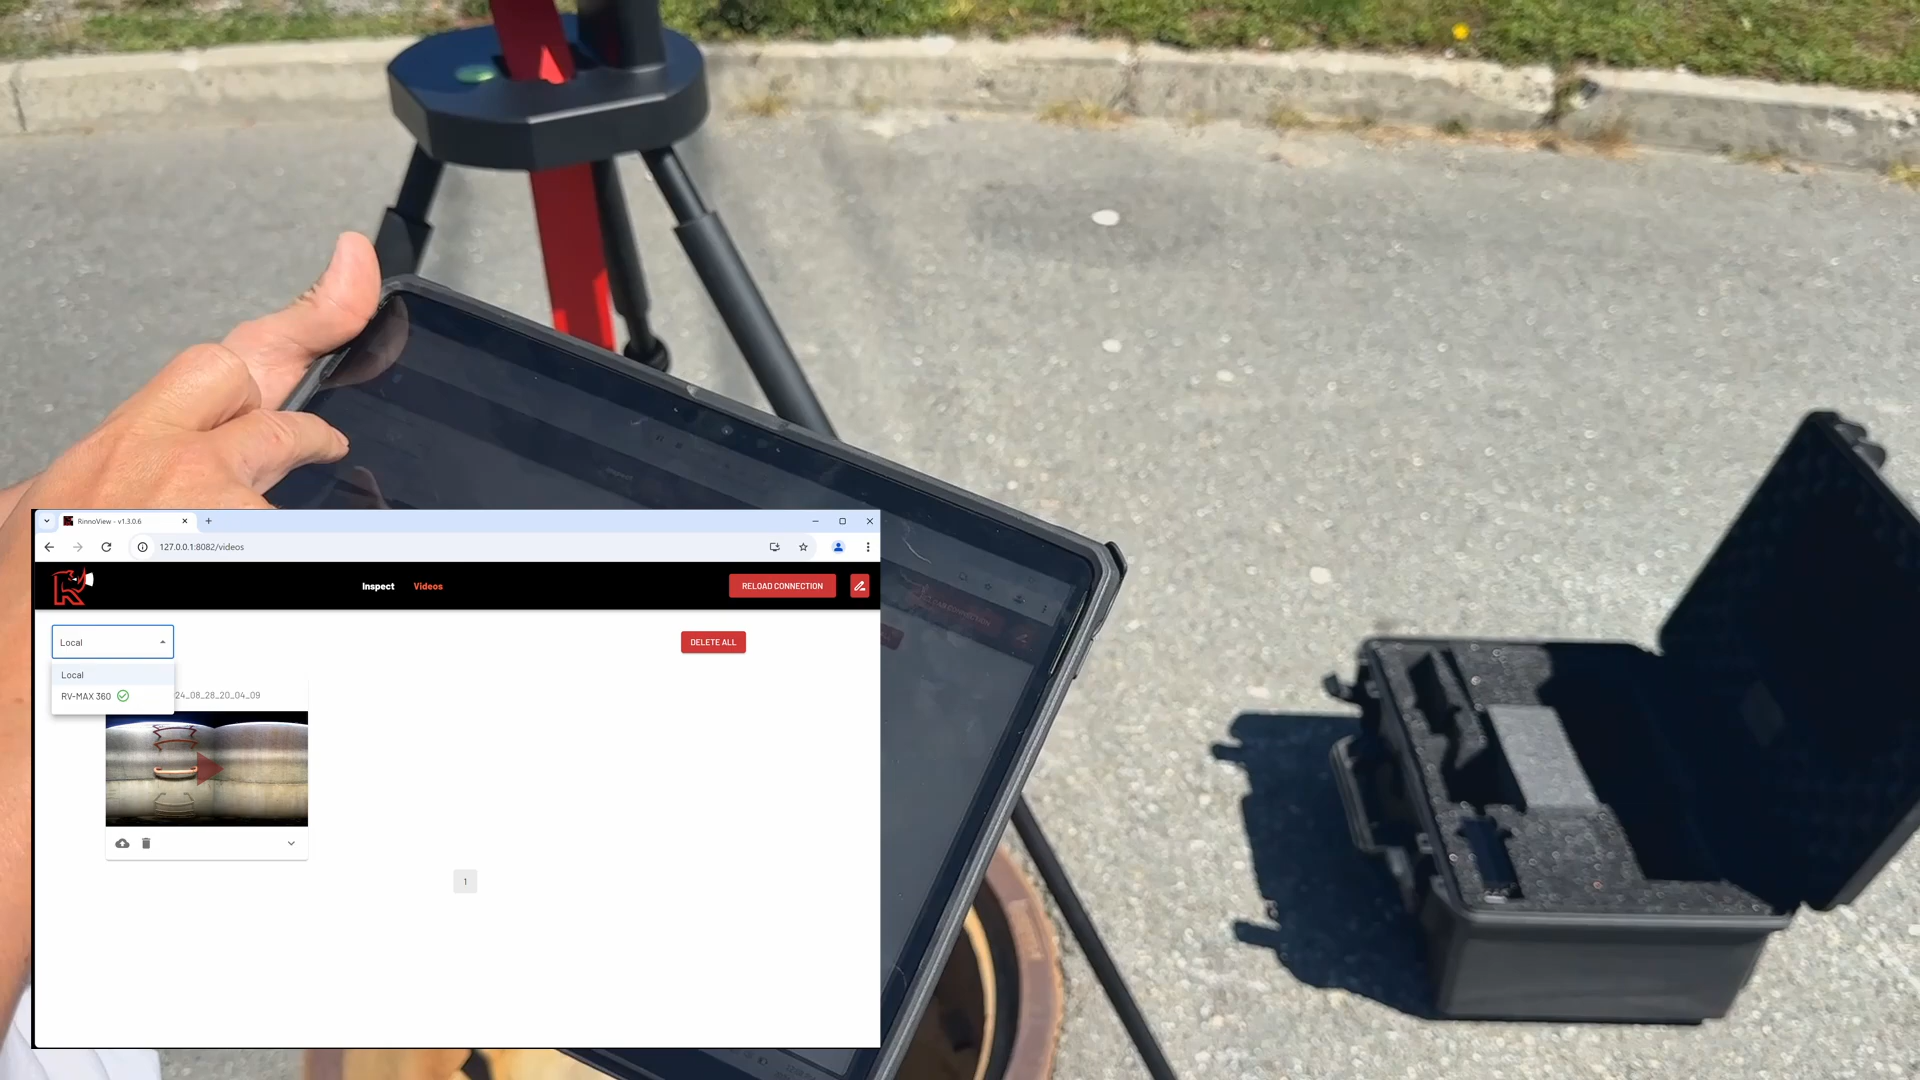 RinnoView - v1.3.0.6
127.0.0.1:8082/videos
Inspect
Videos
RELOAD CONNECTION
Local
DELETE ALL
Local
RV-MAX 360
24_08_28_20_04_09
1